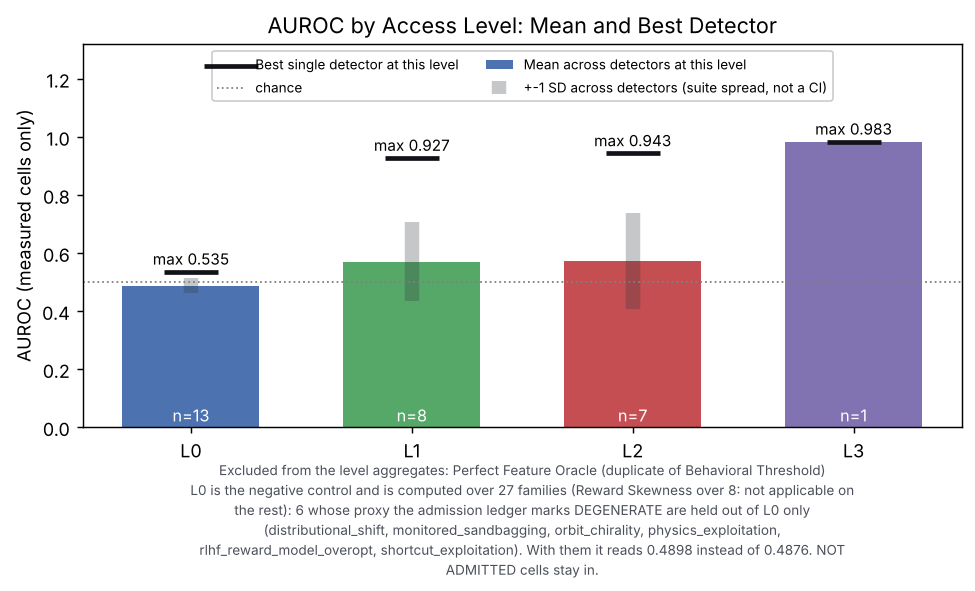 AUROC by Access Level: Mean and Best Detector
Best single detector at this level
Mean across detectors at this level
chance
+-1 SD across detectors (suite spread, not a CI)
AUROC (measured cells only)
1.2
1.0
0.8
0.6
0.4
0.2
0.0
max 0.535
max 0.927
max 0.943
max 0.983
n=13
n=8
n=7
n=1
L0
L1
L2
L3
Excluded from the level aggregates: Perfect Feature Oracle (duplicate of Behavioral Threshold)
L0 is the negative control and is computed over 27 families (Reward Skewness over 8: not applicable on
the rest): 6 whose proxy the admission ledger marks DEGENERATE are held out of L0 only
(distributional_shift, monitored_sandbagging, orbit_chirality, physics_exploitation,
rlhf_reward_model_overopt, shortcut_exploitation). With them it reads 0.4898 instead of 0.4876. NOT
ADMITTED cells stay in.